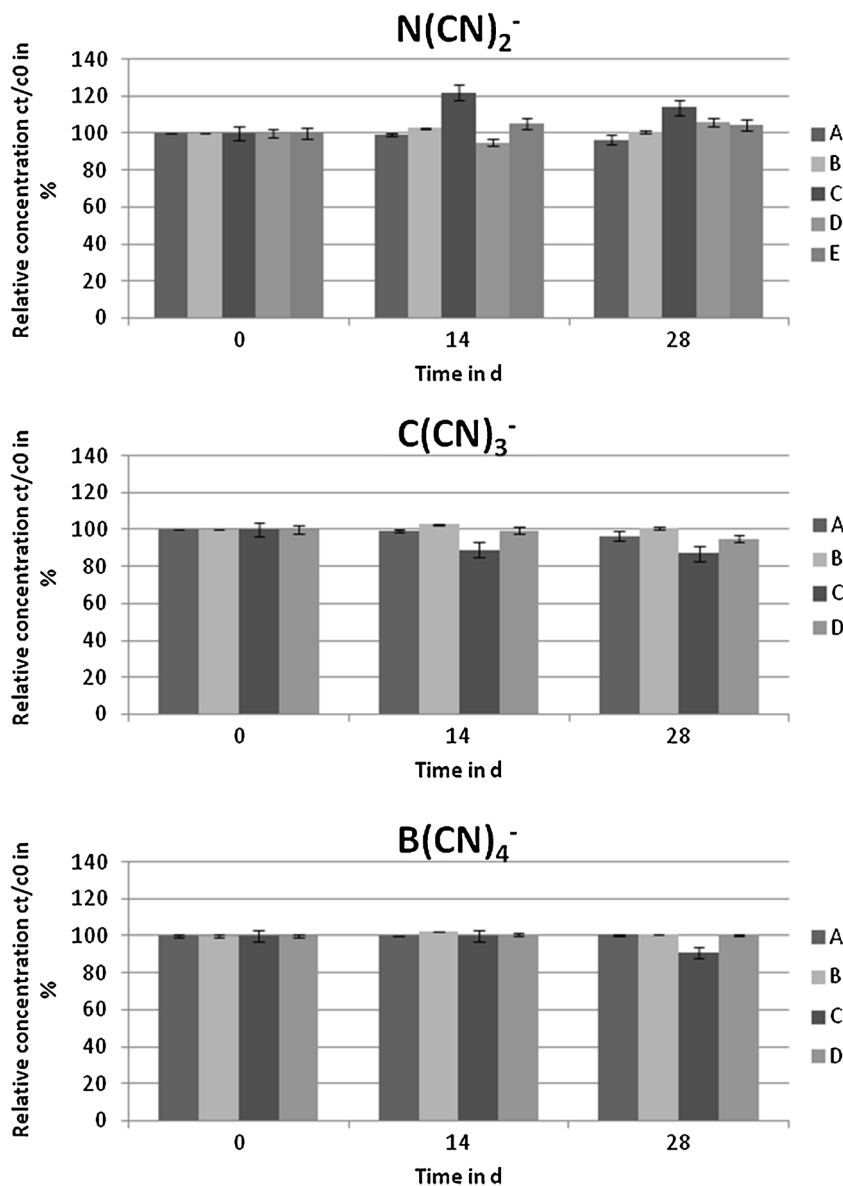 N(CN)₂⁻
Relative concentration ct/c0 in
%
140
120
100
80
60
40
20
0
0
14
28
Time in d
A
B
C
D
E
C(CN)₃⁻
Relative concentration ct/c0 in
%
140
120
100
80
60
40
20
0
0
14
28
Time in d
A
B
C
D
B(CN)₄⁻
Relative concentration ct/c0 in
%
140
120
100
80
60
40
20
0
0
14
28
Time in d
A
B
C
D